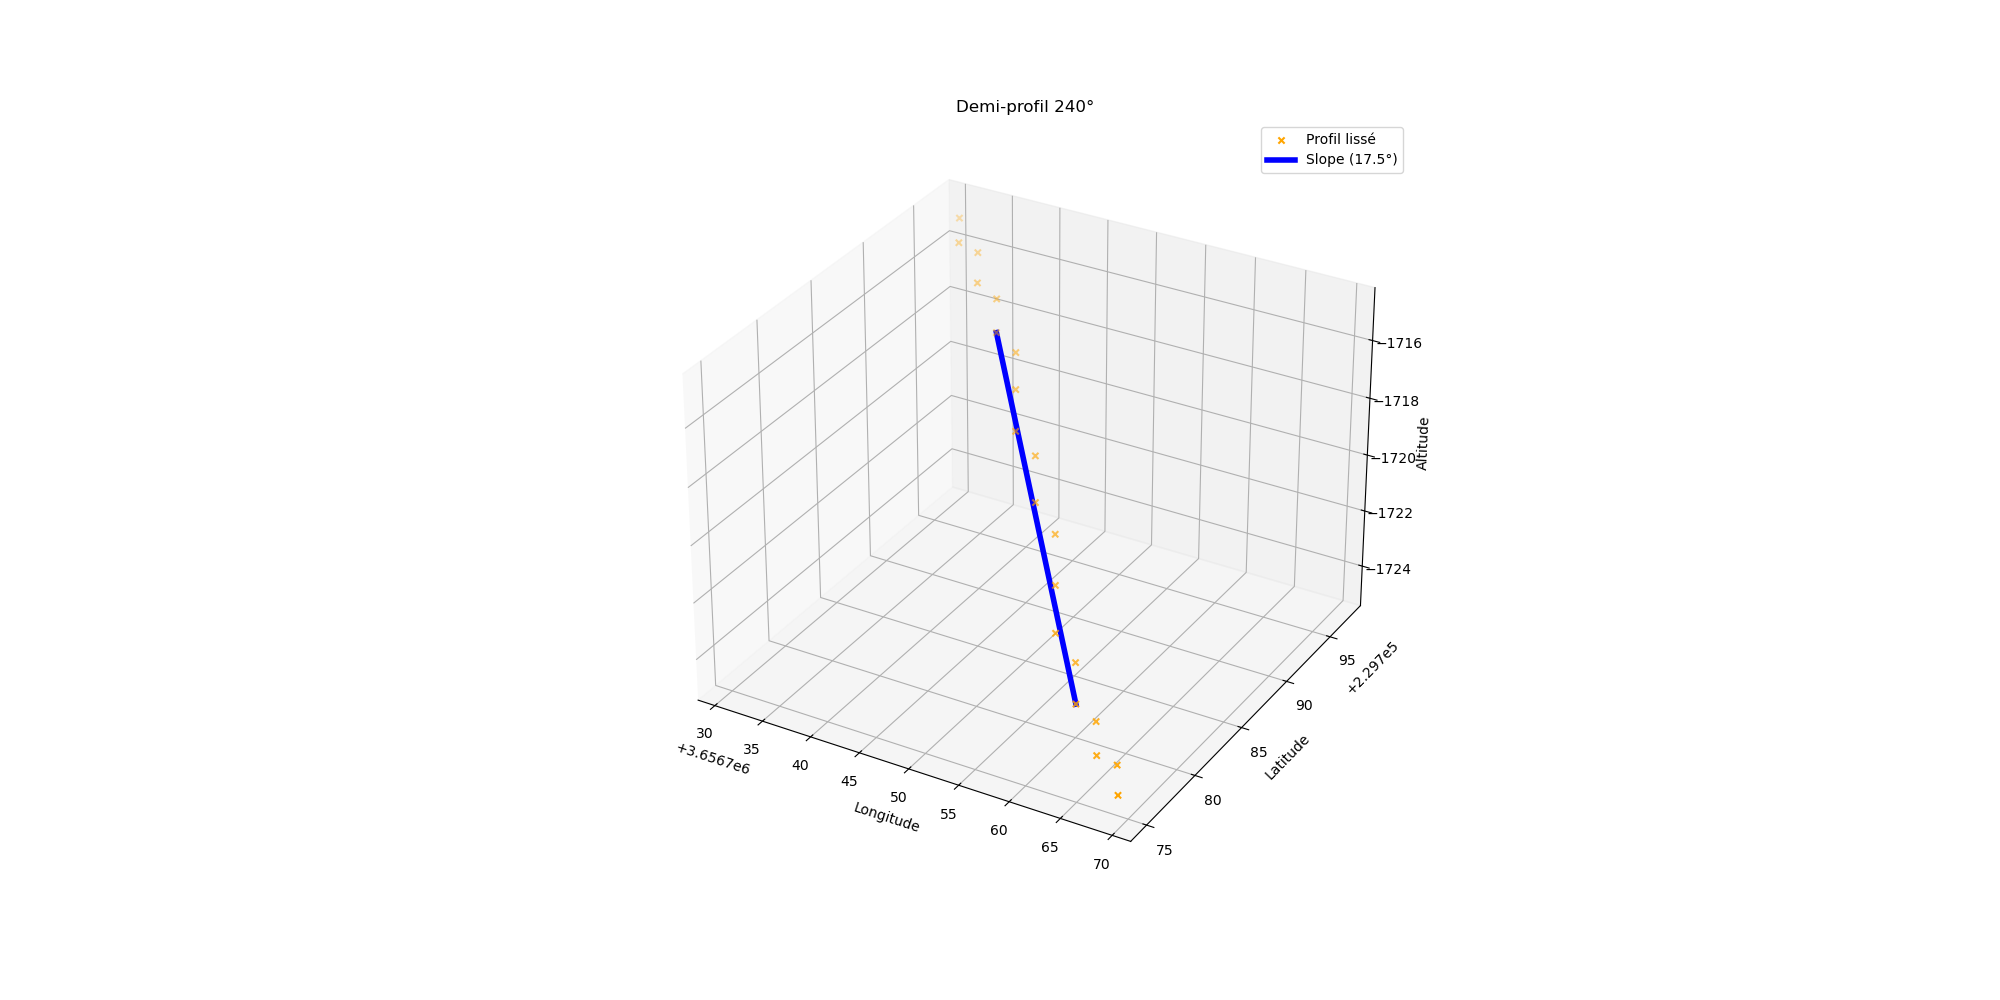 Demi-profil 240°
Profil lissé
Slope (17.5°)
−1716
−1718
−1720
−1722
−1724
Altitude
30
35
40
45
50
55
60
65
70
+3.6567e6
Longitude
75
80
85
90
95
+2.297e5
Latitude